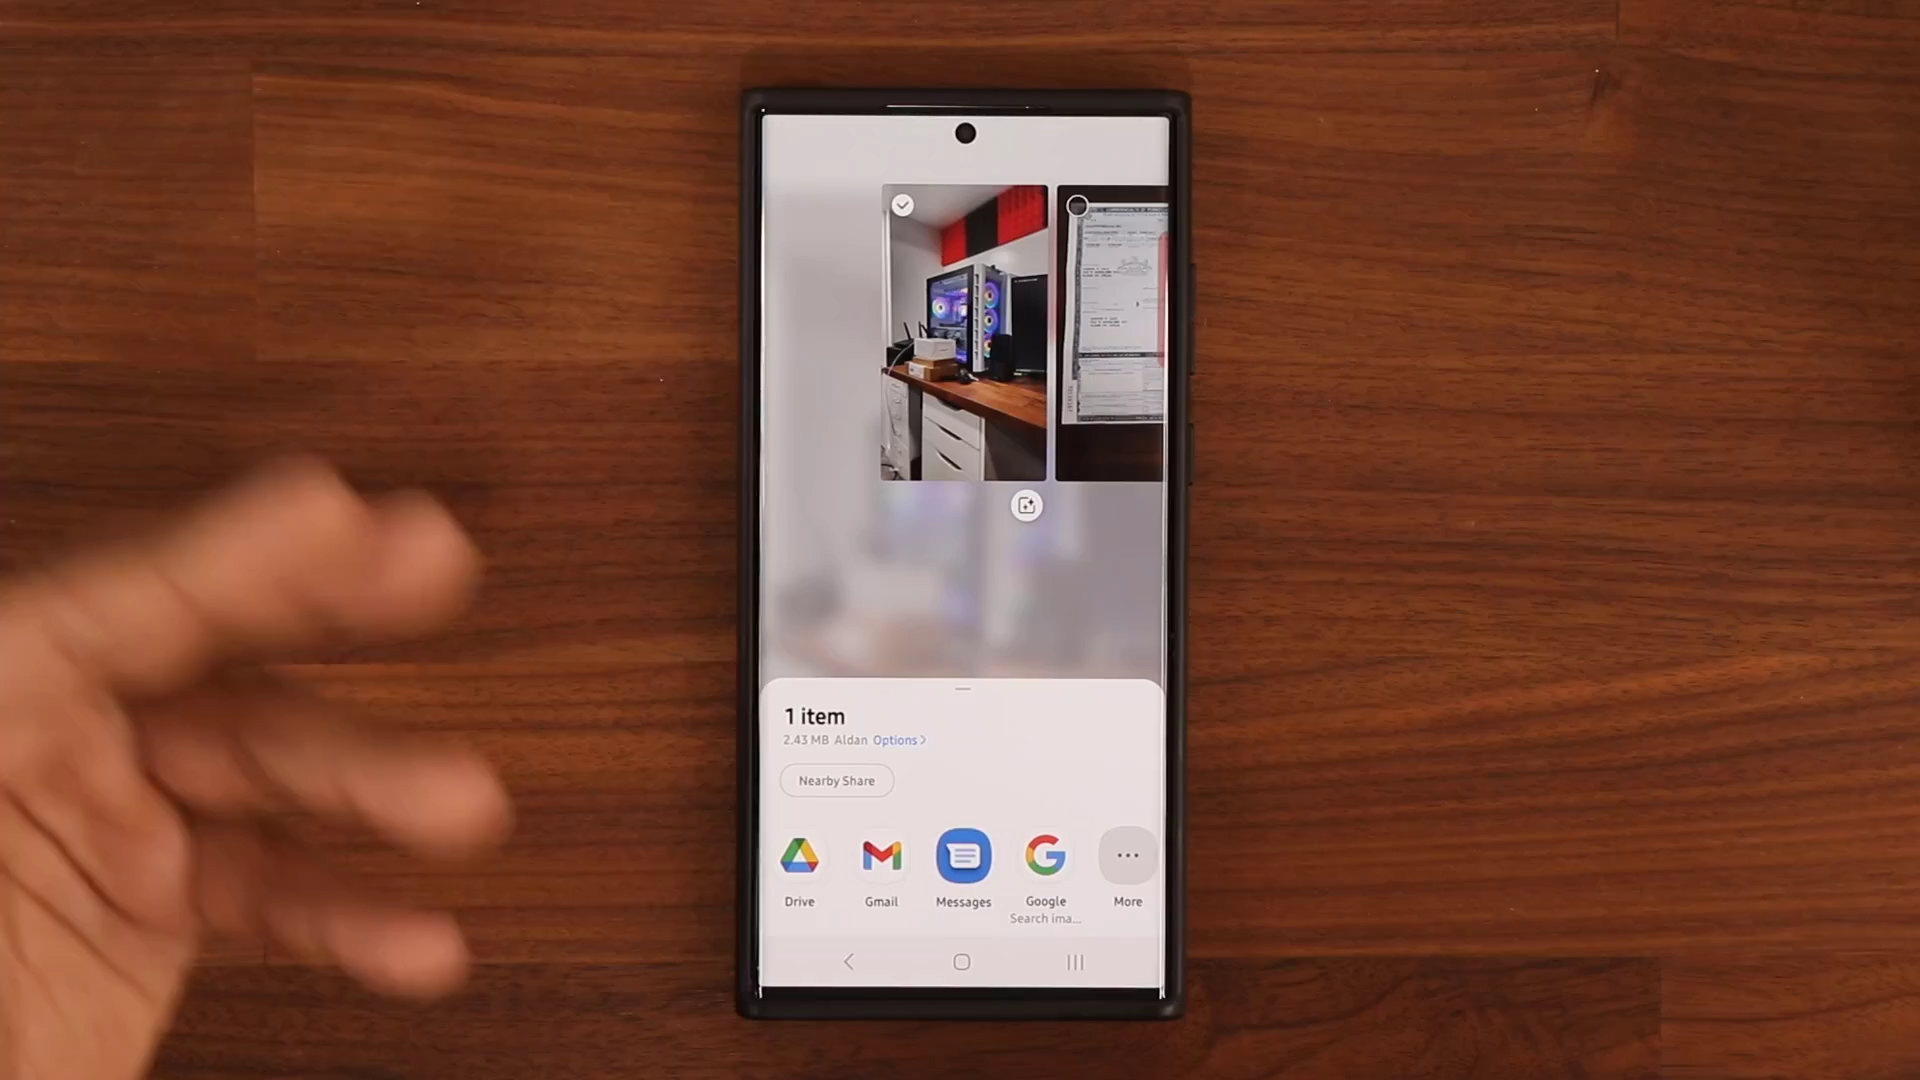 1 item
2.43 MB Aldan Options >
Nearby Share
Drive
Gmail
Messages
Google
Search ima...
More